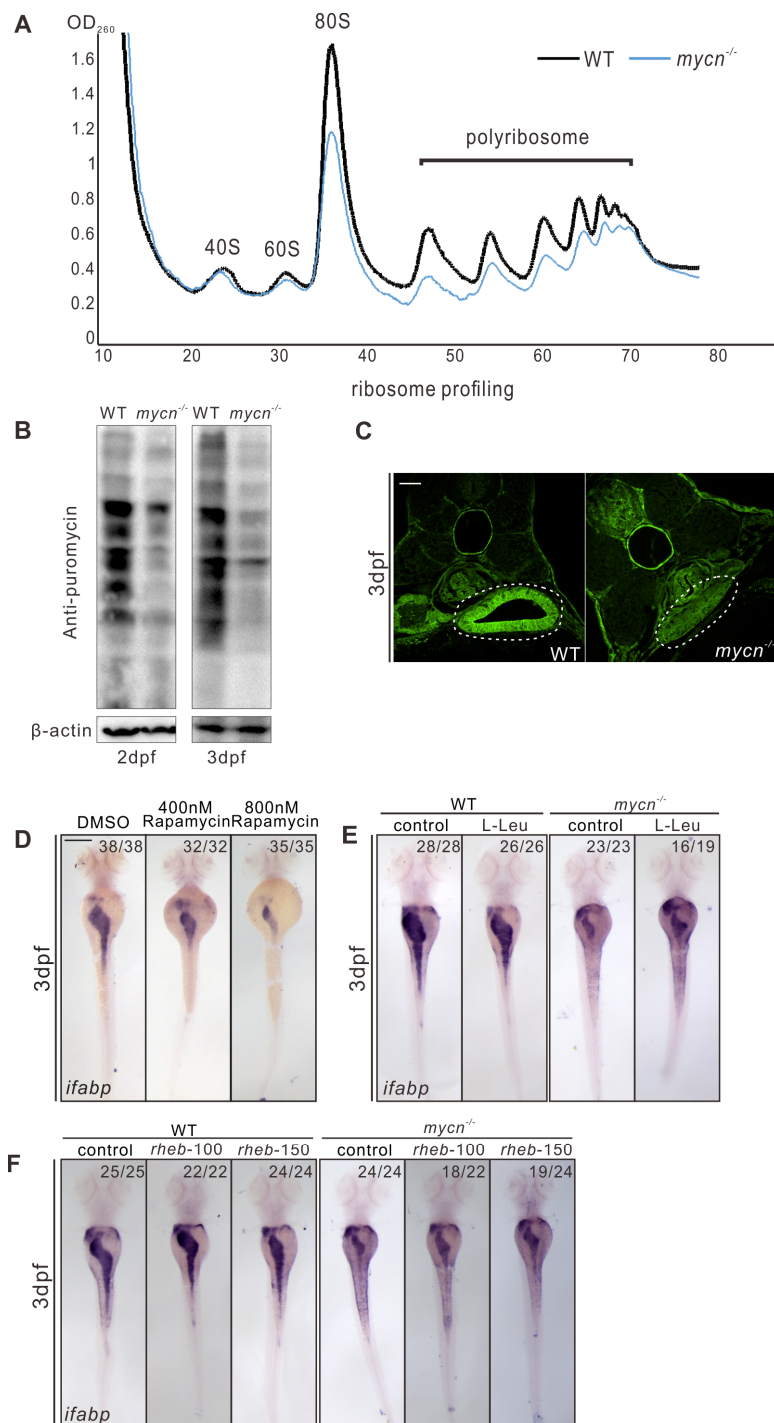 A
OD260
80S
1.6
1.4
1.2
1
0.8
0.6
0.4
0.2
0
WT
mycn-/-
polyribosome
40S
60S
10
20
30
40
50
60
70
80
ribosome profiling
B
WT mycn-/- WT mycn-/-
Anti-puromycin
β-actin
2dpf
3dpf
C
3dpf
WT
mycn-/-
D
DMSO
400nM
Rapamycin
800nM
Rapamycin
38/38
32/32
35/35
3dpf
ifabp
E
WT
mycn-/-
control
L-Leu
control
L-Leu
28/28
26/26
23/23
16/19
3dpf
ifabp
F
WT
mycn-/-
control
rheb-100
rheb-150
control
rheb-100
rheb-150
25/25
22/22
24/24
24/24
18/22
19/24
3dpf
ifabp